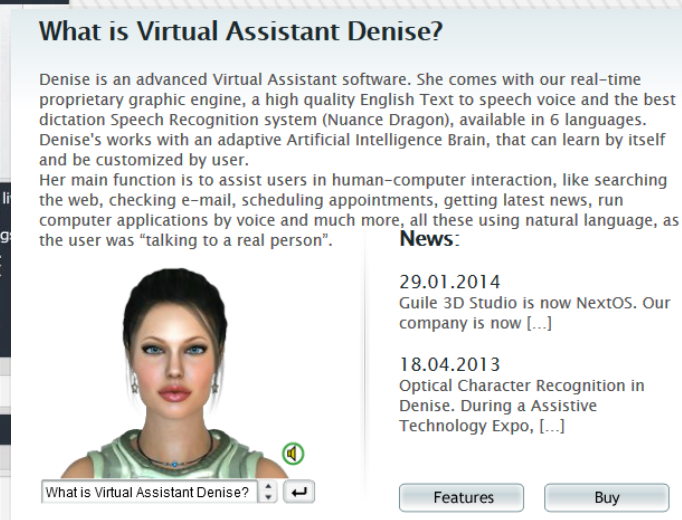 What is Virtual Assistant Denise?
Denise is an advanced Virtual Assistant software. She comes with our real-time
proprietary graphic engine, a high quality English Text to speech voice and the best
dictation Speech Recognition system (Nuance Dragon), available in 6 languages.
Denise's works with an adaptive Artificial Intelligence Brain, that can learn by itself
and be customized by user.
Her main function is to assist users in human-computer interaction, like searching
the web, checking e-mail, scheduling appointments, getting latest news, run
computer applications by voice and much more, all these using natural language, as
the user was “talking to a real person”.
News:
29.01.2014
Guile 3D Studio is now NextOS. Our
company is now [...]
18.04.2013
Optical Character Recognition in
Denise. During a Assistive
Technology Expo, [...]
What is Virtual Assistant Denise?
Features
Buy